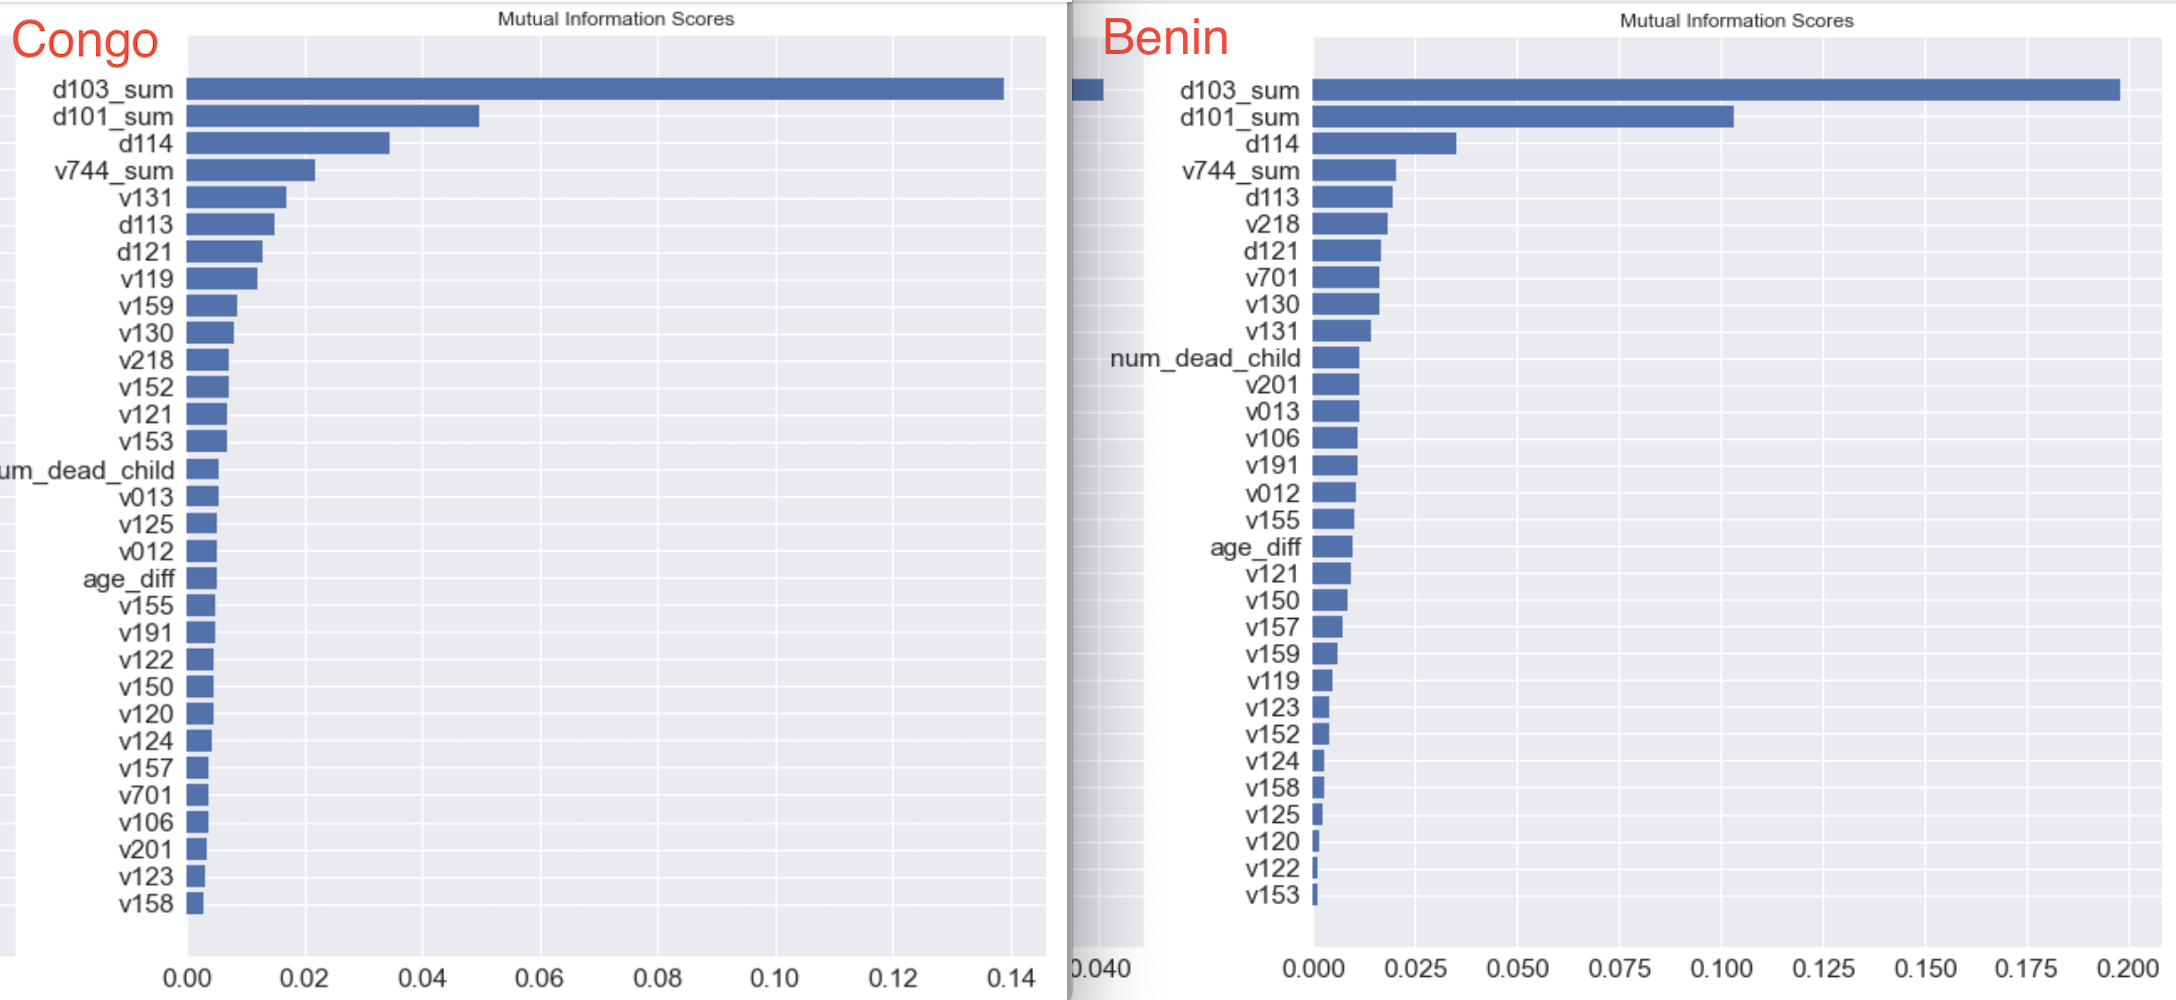 Congo
Mutual Information Scores
d103_sum
d101_sum
d114
v744_sum
v131
d113
d121
v119
v159
v130
v218
v152
v121
v153
um_dead_child
v013
v125
v012
age_diff
v155
v191
v122
v150
v120
v124
v157
v701
v106
v201
v123
v158
0.00 0.02 0.04 0.06 0.08 0.10 0.12 0.14
Benin
Mutual Information Scores
d103_sum
d101_sum
d114
v744_sum
d113
v218
d121
v701
v130
v131
num_dead_child
v201
v013
v106
v191
v012
v155
age_diff
v121
v150
v157
v159
v119
v123
v152
v124
v158
v125
v120
v122
v153
0.040 0.000 0.025 0.050 0.075 0.100 0.125 0.150 0.175 0.200